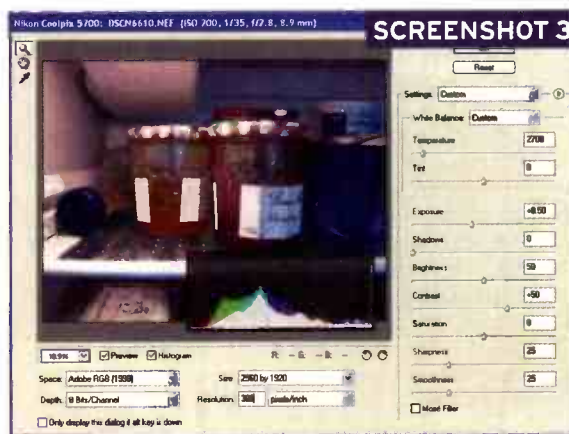 Nikon Coolpix 5700: DSCN6610.NEF (ISO 200, 1/35, f/2.8, 8.9 mm)
SCREENSHOT 3
Reset
Settings: Custom
White Balance: Custom
Temperature 2700
Tint 0
Exposure +0.50
Shadows 0
Brightness 50
Contrast +50
Saturation 0
Sharpness 25
Smoothness 25
Moiré Filter
Preview
Histogram
R: -- G: -- B: --
Space: Adobe RGB (1998)
Size: 2560 by 1920
Depth: 8 Bits/Channel
Resolution: 300 pixels/inch
Only display this dialog if alt key is down